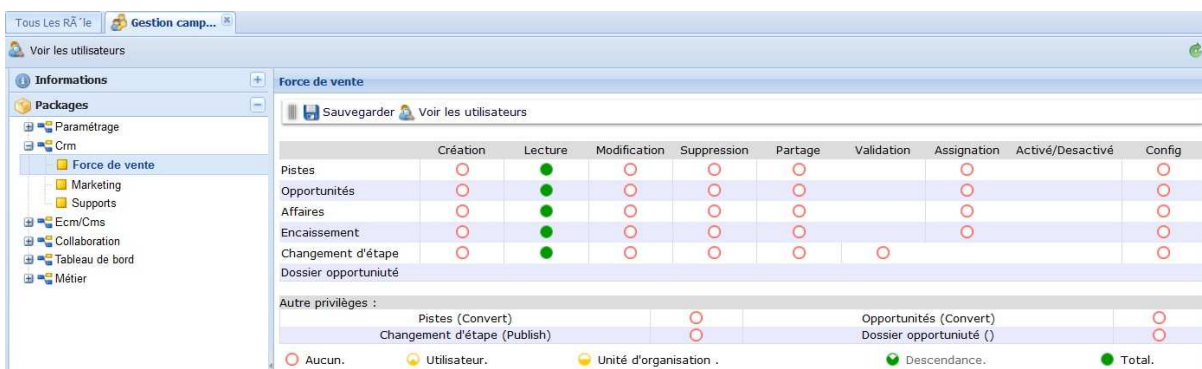 Tous Les RÃ´le Gestion camp...
Voir les utilisateurs
Informations
Packages
Paramétrage
Crm
Force de vente
Marketing
Supports
Ecm/Cms
Collaboration
Tableau de bord
Métier
Force de vente
Sauvegarder Voir les utilisateurs
Création Lecture Modification Suppression Partage Validation Assignation Activé/Desactivé Config
Pistes
Opportunités
Affaires
Encaissement
Changement d'étape
Dossier opportuniuté
Autre privilèges :
Pistes (Convert) Opportunités (Convert)
Changement d'étape (Publish) Dossier opportuniuté ()
Aucun. Utilisateur. Unité d'organisation . Descendance. Total.